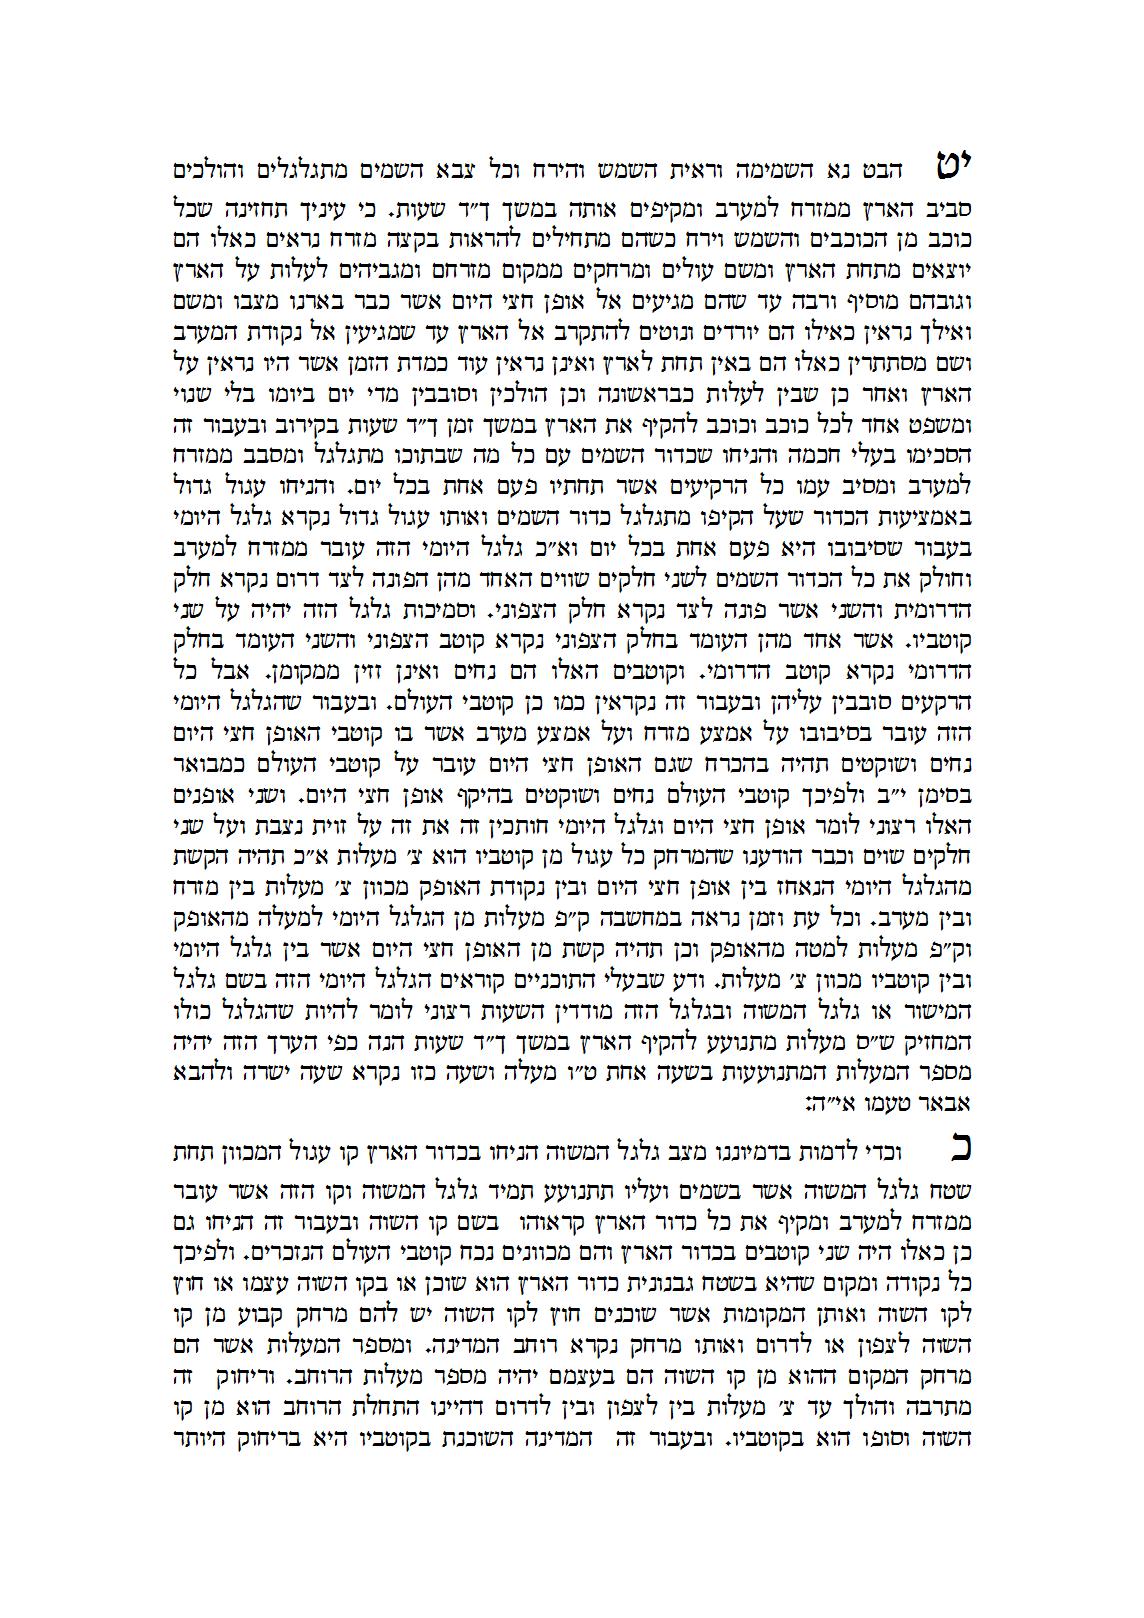 יט הבט נא השמימה וראית השמש והירח וכל צבא השמים מתגלגלים והולכים
סביב הארץ ממזרח למערב ומקיפים אותה במשך ך״ד שעות. כי עיניך תחזינה שכל
כוכב מן הכוכבים והשמש וירח כשהם מתחילים להראות בקצה מזרח נראים כאלו הם
יוצאים מתחת הארץ ומשם עולים ומרחקים ממקום מזרחם ומגביהים לעלות על הארץ
וגובהם מוסיף ורבה עד שהם מגיעים אל אופן חצי היום אשר כבר בארנו מצבו ומשם
ואילך נראין כאילו הם יורדים ונוטים להתקרב אל הארץ עד שמגיעין אל נקודת המערב
ושם מסתתרין כאלו הם באין תחת לארץ ואינן נראין עוד כמדת הזמן אשר היו נראין על
הארץ ואחר כן שבין לעלות כבראשונה וכן הולכין וסובבין מדי יום ביומו בלי שנוי
ומשפט אחד לכל כוכב וכוכב להקיף את הארץ במשך זמן ך״ד שעות בקירוב ובעבור זה
הסכימו בעלי חכמה והניחו שכדור השמים עם כל מה שבתוכו מתגלגל ומסבב ממזרח
למערב ומסיב עמו כל הרקיעים אשר תחתיו פעם אחת בכל יום. והניחו עגול גדול
באמציעות הכדור שעל הקיפו מתגלגל כדור השמים ואותו עגול גדול נקרא גלגל היומי
בעבור שסיבובו היא פעם אחת בכל יום וא״כ גלגל היומי הזה עובר ממזרח למערב
וחולק את כל הכדור השמים לשני חלקים שווים האחד מהן הפונה לצד דרום נקרא חלק
הדרומית והשני אשר פונה לצד נקרא חלק הצפוני. וסמיכות גלגל הזה יהיה על שני
קוטביו. אשר אחד מהן העומד בחלק הצפוני נקרא קוטב הצפוני והשני העומד בחלק
הדרומי נקרא קוטב הדרומי. וקוטבים האלו הם נחים ואינן זזין ממקומן. אבל כל
הרקעים סובבין עליהן ובעבור זה נקראין כמו כן קוטבי העולם. ובעבור שהגלגל היומי
הזה עובר בסיבובו על אמצע מזרח ועל אמצע מערב אשר בו קוטבי האופן חצי היום
נחים ושוקטים תהיה בהכרח שגם האופן חצי היום עובר על קוטבי העולם כמבואר
בסימן י״ב ולפיכך קוטבי העולם נחים ושוקטים בהיקף אופן חצי היום. ושני אופנים
האלו רצוני לומר אופן חצי היום וגלגל היומי חותכין זה את זה על זוית נצבת ועל שני
חלקים שוים וכבר הודענו שהמרחק כל עגול מן קוטביו הוא צ׳ מעלות א״כ תהיה הקשת
מהגלגל היומי הנאחז בין אופן חצי היום ובין נקודת האופק מכוון צ׳ מעלות בין מזרח
ובין מערב. וכל עת וזמן נראה במחשבה ק״פ מעלות מן הגלגל היומי למעלה מהאופק
וק״פ מעלות למטה מהאופק וכן תהיה קשת מן האופן חצי היום אשר בין גלגל היומי
ובין קוטביו מכוון צ׳ מעלות. ודע שבעלי התוכניים קוראים הגלגל היומי הזה בשם גלגל
המישור או גלגל המשוה ובגלגל הזה מודדין השעות רצוני לומר להיות שהגלגל כולו
המחזיק ש״ס מעלות מתנועע להקיף הארץ במשך ך״ד שעות הנה כפי הערך הזה יהיה
מספר המעלות המתנועעות בשעה אחת ט״ו מעלה ושעה כזו נקרא שעה ישרה ולהבא
אבאר טעמו אי״ה:
כ וכדי לדמות בדמיוננו מצב גלגל המשוה הניחו בכדור הארץ קו עגול המכוון תחת
שטח גלגל המשוה אשר בשמים ועליו תתנועע תמיד גלגל המשוה וקו הזה אשר עובר
ממזרח למערב ומקיף את כל כדור הארץ קראוהו בשם קו השוה ובעבור זה הניחו גם
כן כאלו היה שני קוטבים בכדור הארץ והם מכוונים נכח קוטבי העולם הנזכרים. ולפיכך
כל נקודה ומקום שהיא בשטח גבנונית כדור הארץ הוא שוכן או בקו השוה עצמו או חוץ
לקו השוה ואותן המקומות אשר שוכנים חוץ לקו השוה יש להם מרחק קבוע מן קו
השוה לצפון או לדרום ואותו מרחק נקרא רוחב המדינה. ומספר המעלות אשר הם
מרחק המקום ההוא מן קו השוה הם בעצמם יהיה מספר מעלות הרוחב. וריחוק זה
מתרבה והולך עד צ׳ מעלות בין לצפון ובין לדרום דהיינו התחלת הרוחב הוא מן קו
השוה וסופו הוא בקוטביו. ובעבור זה המדינה השוכנת בקוטביו היא בריחוק היותר